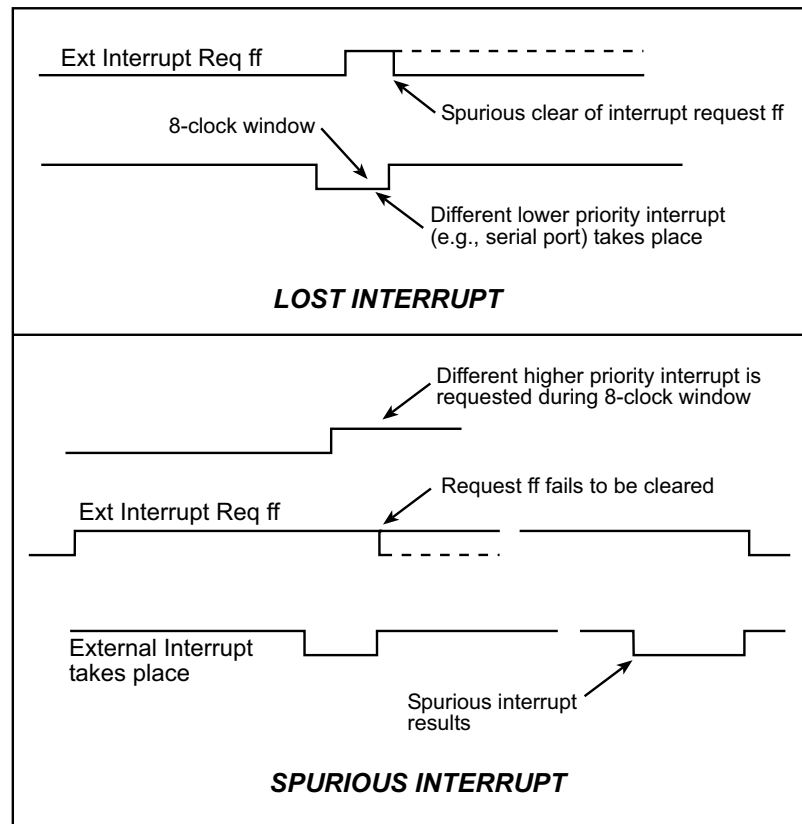 Ext Interrupt Req ff
Spurious clear of interrupt request ff
8-clock window
Different lower priority interrupt
(e.g., serial port) takes place
LOST INTERRUPT
Different higher priority interrupt is
requested during 8-clock window
Request ff fails to be cleared
Ext Interrupt Req ff
External Interrupt
takes place
Spurious interrupt
results
SPURIOUS INTERRUPT